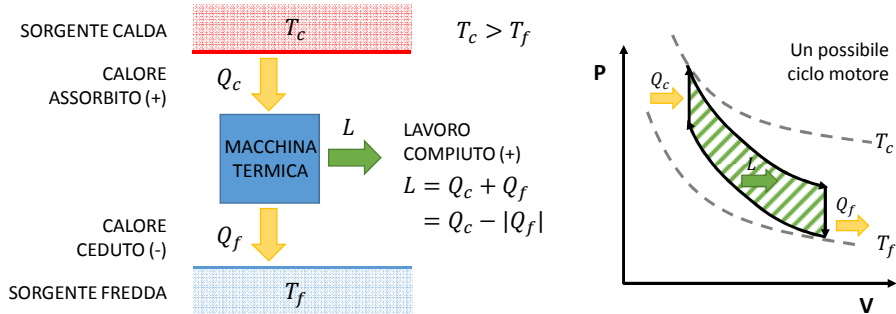 SORGENTE CALDA
T_c
T_c > T_f
CALORE
ASSORBITO (+)
Q_c
MACCHINA
TERMICA
L
LAVORO
COMPIUTO (+)
L = Q_c + Q_f
= Q_c − |Q_f|
CALORE
CEDUTO (-)
Q_f
SORGENTE FREDDA
T_f
Un possibile
ciclo motore
P
Q_c
T_c
L
Q_f
T_f
V